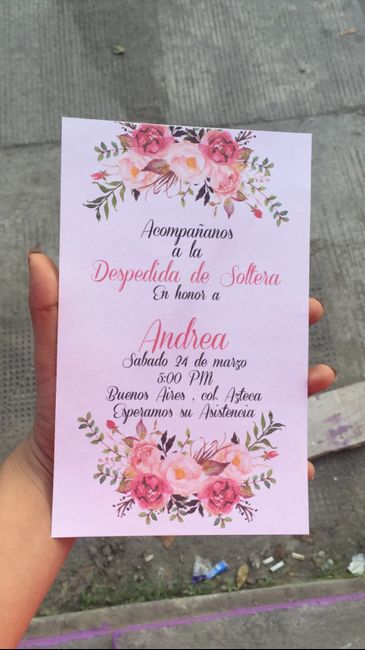 Acompañanos
a la
Despedida de Soltera
En honor a
Andrea
Sabado 24 de marzo
5:00 PM
Buenos Aires , col. Azteca
Esperamos su Asistencia